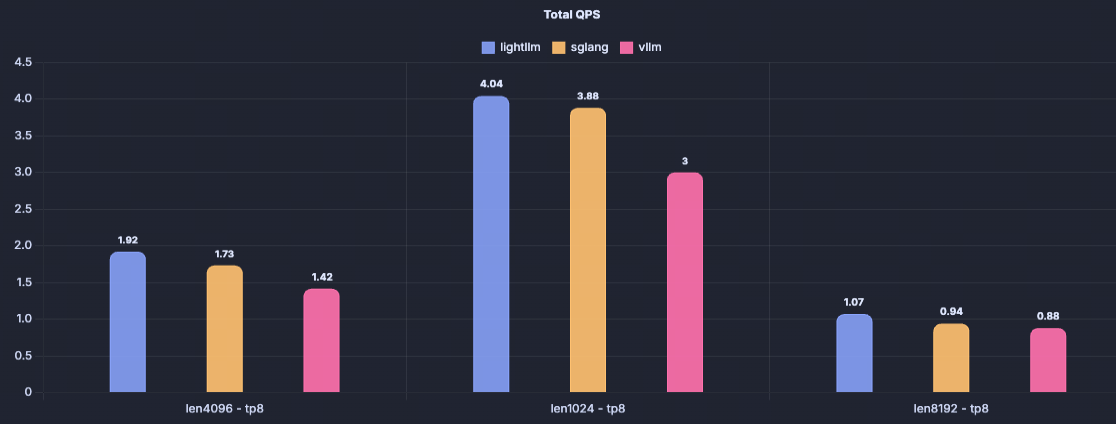 Total QPS
lightllm sglang vllm
4.5
4.0
3.5
3.0
2.5
2.0
1.5
1.0
0.5
0
1.92 1.73 1.42
4.04 3.88 3
1.07 0.94 0.88
len4096 - tp8 len1024 - tp8 len8192 - tp8